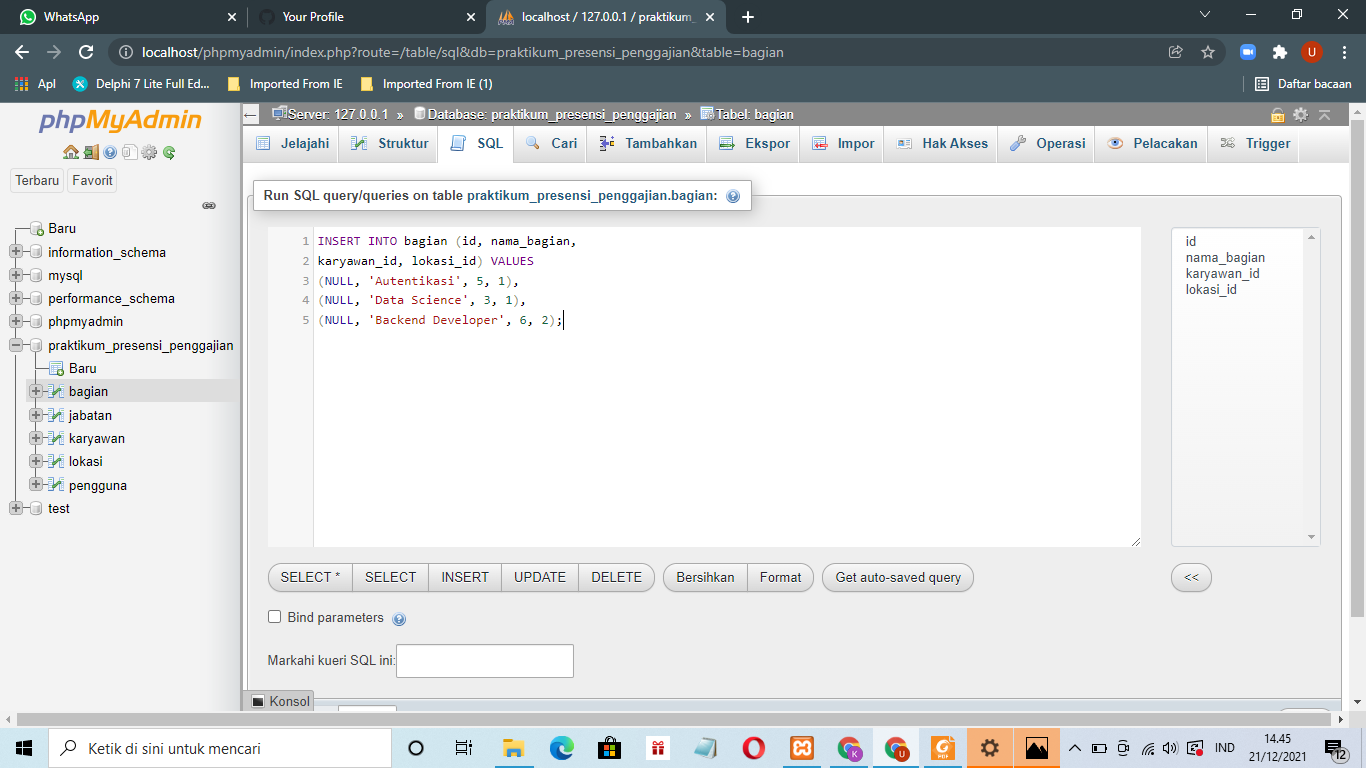 WhatsApp
Your Profile
localhost / 127.0.0.1 / praktikum_
localhost/phpmyadmin/index.php?route=/table/sql&db=praktikum_presensi_penggajian&table=bagian
U
Apl
Delphi 7 Lite Full Ed...
Imported From IE
Imported From IE (1)
Daftar bacaan
phpMyAdmin
Terbaru
Favorit
Baru
information_schema
mysql
performance_schema
phpmyadmin
praktikum_presensi_penggajian
Baru
bagian
jabatan
karyawan
lokasi
pengguna
test
Server: 127.0.0.1 » Database: praktikum_presensi_penggajian » Tabel: bagian
Jelajahi
Struktur
SQL
Cari
Tambahkan
Ekspor
Impor
Hak Akses
Operasi
Pelacakan
Trigger
Run SQL query/queries on table praktikum_presensi_penggajian.bagian:
1 INSERT INTO bagian (id, nama_bagian,
2 karyawan_id, lokasi_id) VALUES
3 (NULL, 'Autentikasi', 5, 1),
4 (NULL, 'Data Science', 3, 1),
5 (NULL, 'Backend Developer', 6, 2);
id
nama_bagian
karyawan_id
lokasi_id
SELECT *
SELECT
INSERT
UPDATE
DELETE
Bersihkan
Format
Get auto-saved query
<<
Bind parameters
Markahi kueri SQL ini:
Konsol
Ketik di sini untuk mencari
K
U
PDF
IND
14.45
21/12/2021
12